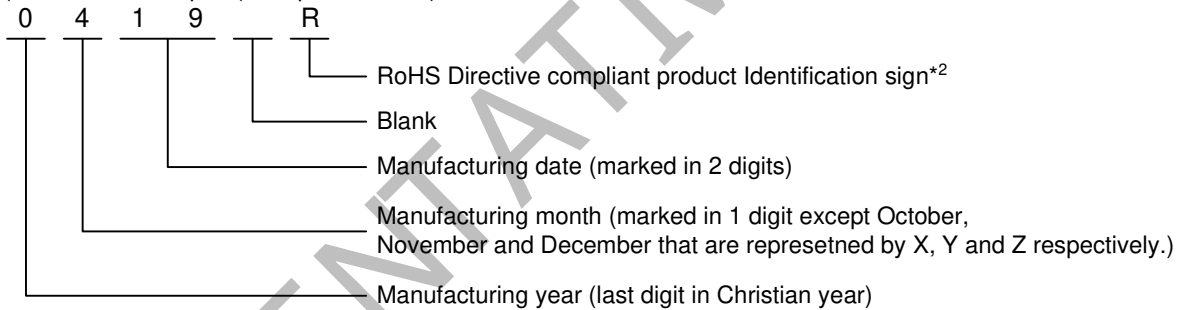 0 4 1 9 R
RoHS Directive compliant product Identification sign*2
Blank
Manufacturing date (marked in 2 digits)
Manufacturing month (marked in 1 digit except October,
November and December that are represetned by X, Y and Z respectively.)
Manufacturing year (last digit in Christian year)